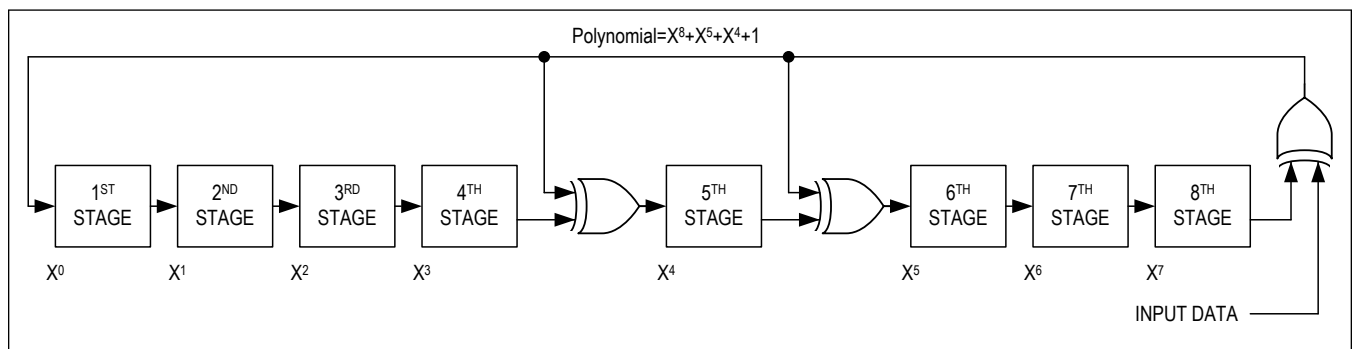 Polynomial=X⁸+X⁵+X⁴+1
1ST
STAGE
2ND
STAGE
3RD
STAGE
4TH
STAGE
5TH
STAGE
6TH
STAGE
7TH
STAGE
8TH
STAGE
X⁰
X¹
X²
X³
X⁴
X⁵
X⁶
X⁷
INPUT DATA